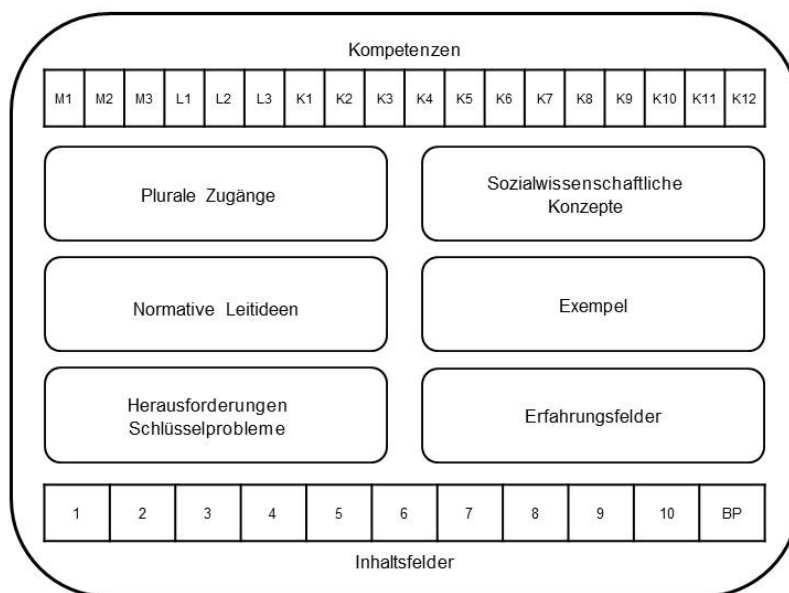 Kompetenzen
M1 M2 M3 L1 L2 L3 K1 K2 K3 K4 K5 K6 K7 K8 K9 K10 K11 K12
Plurale Zugänge
Sozialwissenschaftliche
Konzepte
Normative Leitideen
Exempel
Herausforderungen
Schlüsselprobleme
Erfahrungsfelder
1 2 3 4 5 6 7 8 9 10 BP
Inhaltsfelder